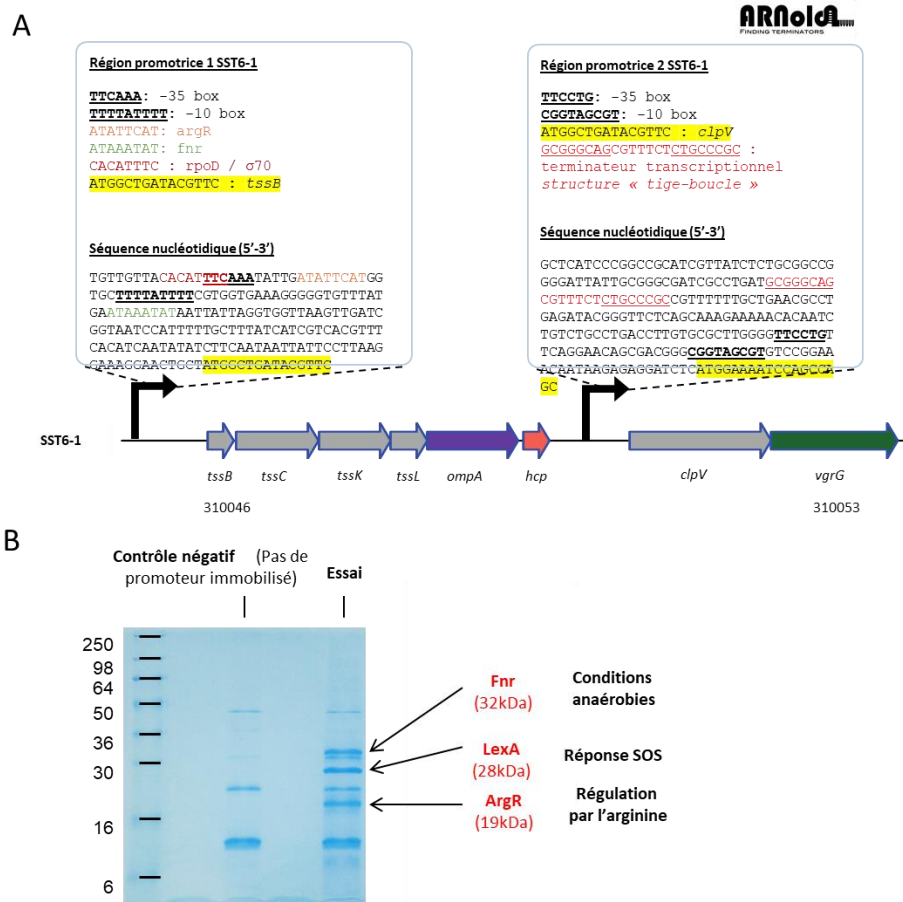 A
ARNold
FINDING TERMINATORS
Région promotrice 1 SST6-1
TTCAAA: -35 box
TTTTATTTT: -10 box
ATATTCAT: argR
ATAAATAT: fnr
CACATTTC: rpoD / σ70
ATGGCTGATACGTTC : tssB
Séquence nucléotidique (5'-3')
TGTTGTTACACATTTCAAATATTGATATTCATGG
TGCTTTTATTTTCGTGGTGAAAGGGGGTGTTTAT
GAATAAATATAATTATTAGGTGGTTAAGTTGATC
GGTAATCCATTTTTGCTTTATCATCGTCACGTTT
CACATCAATATATCTTCAATAATTATTCCTTAAG
GAAAGGAACTGCTATGGCTGATACGTTC
Région promotrice 2 SST6-1
TTCCTG: -35 box
CGGTAGCGT: -10 box
ATGGCTGATACGTTC : clpV
GCGGGCAGCGTTTCTCTGCCCGC :
terminateur transcriptionnel
structure « tige-boucle »
Séquence nucléotidique (5'-3')
GCTCATCCCGGCCGCATCGTTATCTCTGCGGCCG
GGGATATTGCGGGCGATCGCCTGATGCGGGCAG
CGTTTCTCTGCCCGCCGTTTTTTGCTGAACGCCT
GAGATACGGGTTCTCAGCAAAGAAAAACACAATC
TGTCTGCCTGACCTTGTGCGCTTGGGGTTCCTGT
TCAGGAACAGCGACGGGCGGTAGCGTGTCCGGAA
ACAATAAGAGAGGATCTCATGGAAAATCCAGCCA
GC
SST6-1
tssB
tssC
tssK
tssL
ompA
hcp
clpV
vgrG
310046
310053
B
Contrôle négatif (Pas de
promoteur immobilisé)
Essai
250
98
64
50
36
30
16
6
Fnr
(32kDa)
Conditions
anaérobies
LexA
(28kDa)
Réponse SOS
ArgR
(19kDa)
Régulation
par l'arginine